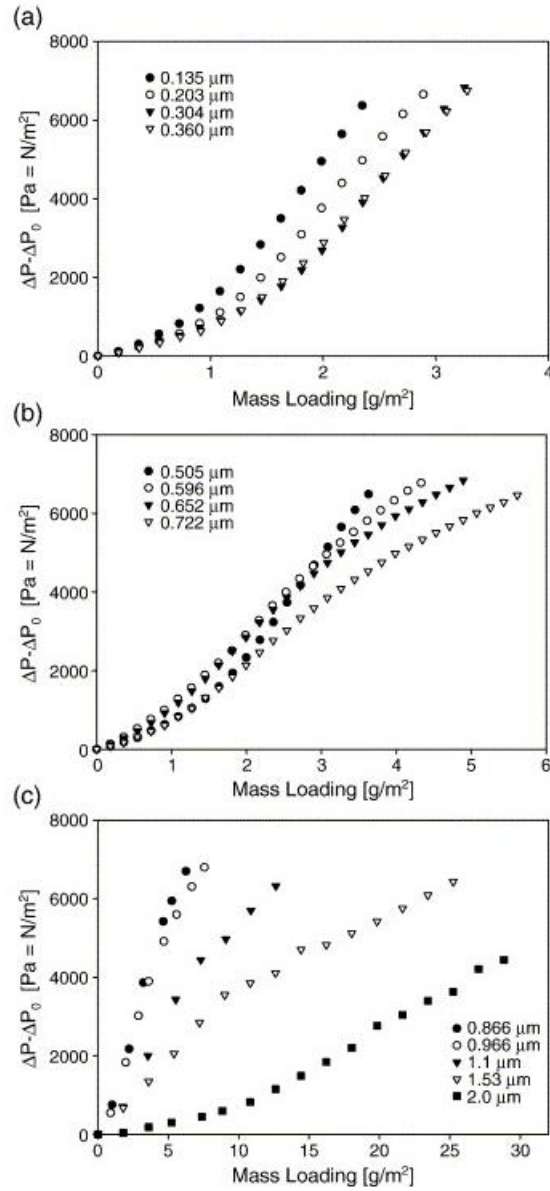 (a)
8000
6000
4000
2000
0
ΔP-ΔP₀ [Pa = N/m²]
0.135 μm
0.203 μm
0.304 μm
0.360 μm
0 1 2 3 4
Mass Loading [g/m²]
(b)
8000
6000
4000
2000
0
ΔP-ΔP₀ [Pa = N/m²]
0.505 μm
0.596 μm
0.652 μm
0.722 μm
0 1 2 3 4 5 6
Mass Loading [g/m²]
(c)
8000
6000
4000
2000
0
ΔP-ΔP₀ [Pa = N/m²]
0.866 μm
0.966 μm
1.1 μm
1.53 μm
2.0 μm
0 5 10 15 20 25 30
Mass Loading [g/m²]